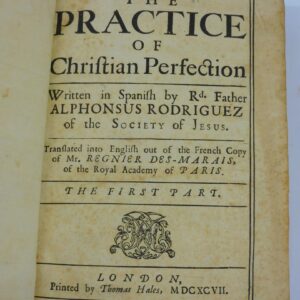 THE
PRACTICE
OF
Christian Perfection
Written in Spanish by Rd. Father
ALPHONSUS RODRIGUEZ
of the SOCIETY of JESUS.
Translated into English out of the French Copy
of Mr. REGNIER DES-MARAIS,
of the Royal Academy of PARIS.
THE FIRST PART.
LONDON,
Printed by Thomas Hales, MDCXCVII.